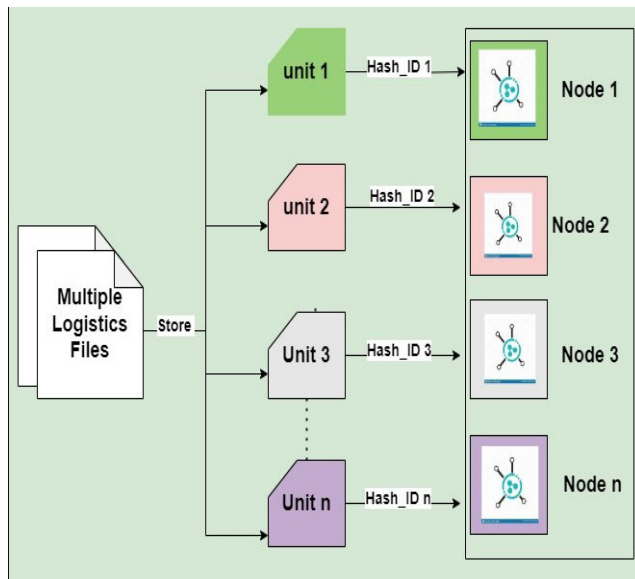 unit 1
Hash_ID 1
Node 1
unit 2
Hash_ID 2
Node 2
Multiple
Logistics
Files
Store
Unit 3
Hash_ID 3
Node 3
Unit n
Hash_ID n
Node n